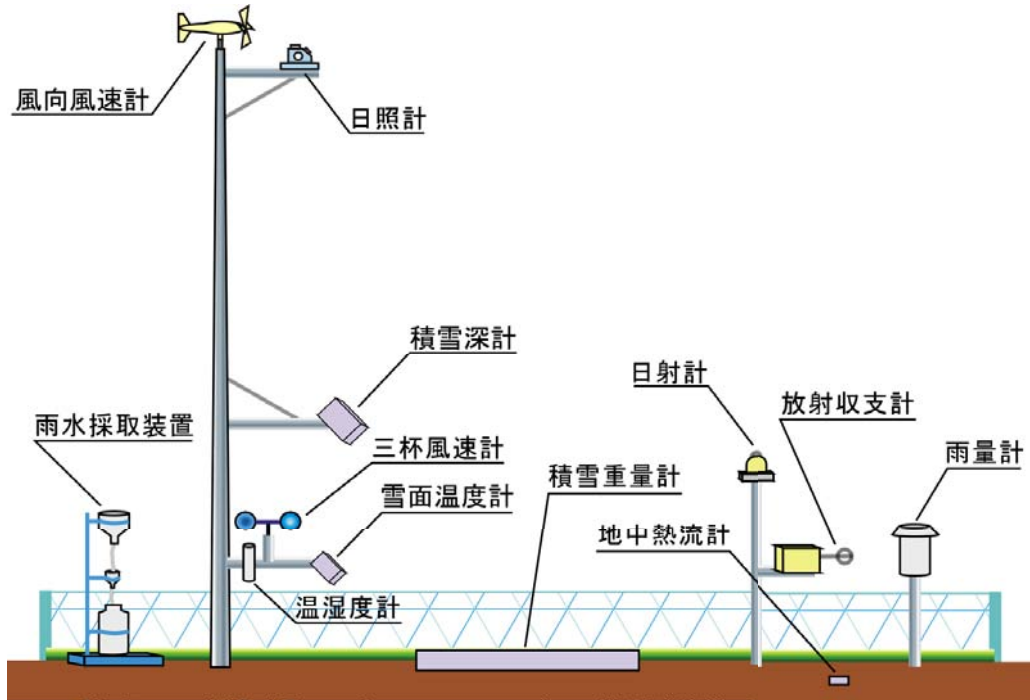 風向風速計
日照計
積雪深計
日射計
放射収支計
雨水採取装置
三杯風速計
積雪重量計
雨量計
雪面温度計
地中熱流計
温湿度計